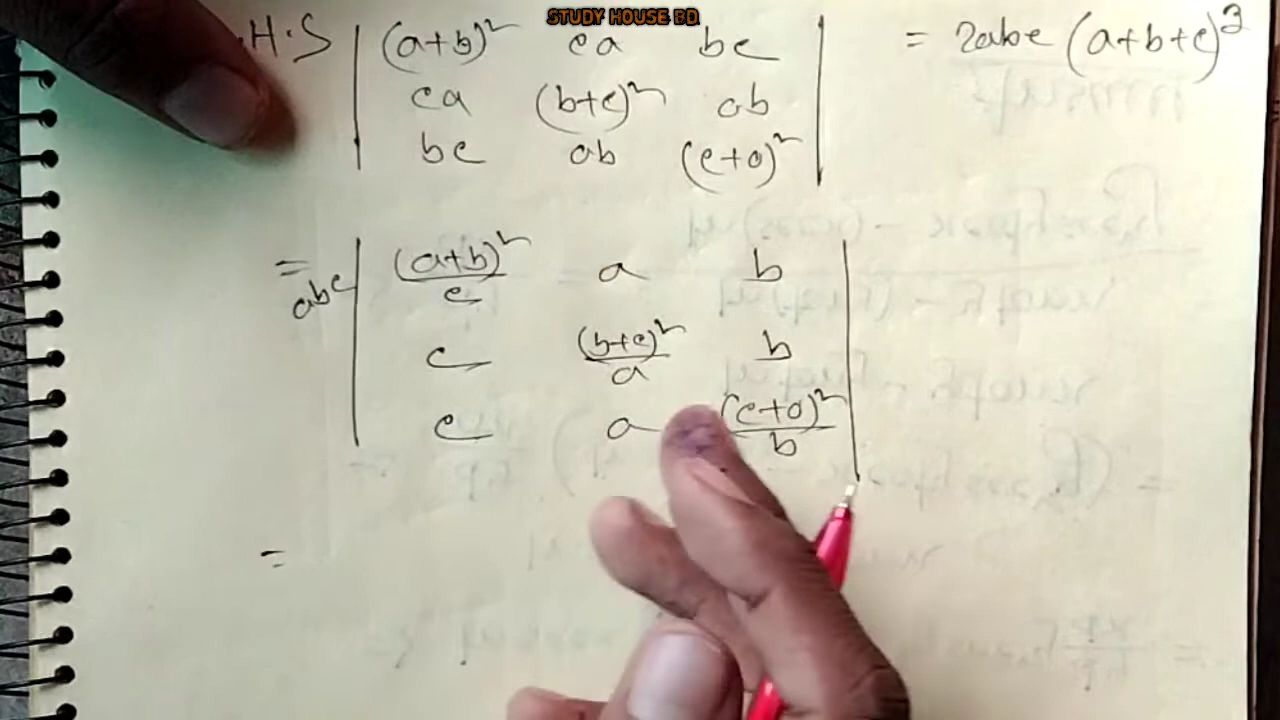 STUDY HOUSE BD
.H.S | (a+b)² ca bc | = 2abc (a+b+c)³
| ca (b+c)² ab |
| bc ab (c+a)² |
= abc | (a+b)²/c a b |
| c (b+c)²/a b |
| c a (c+a)²/b |
=